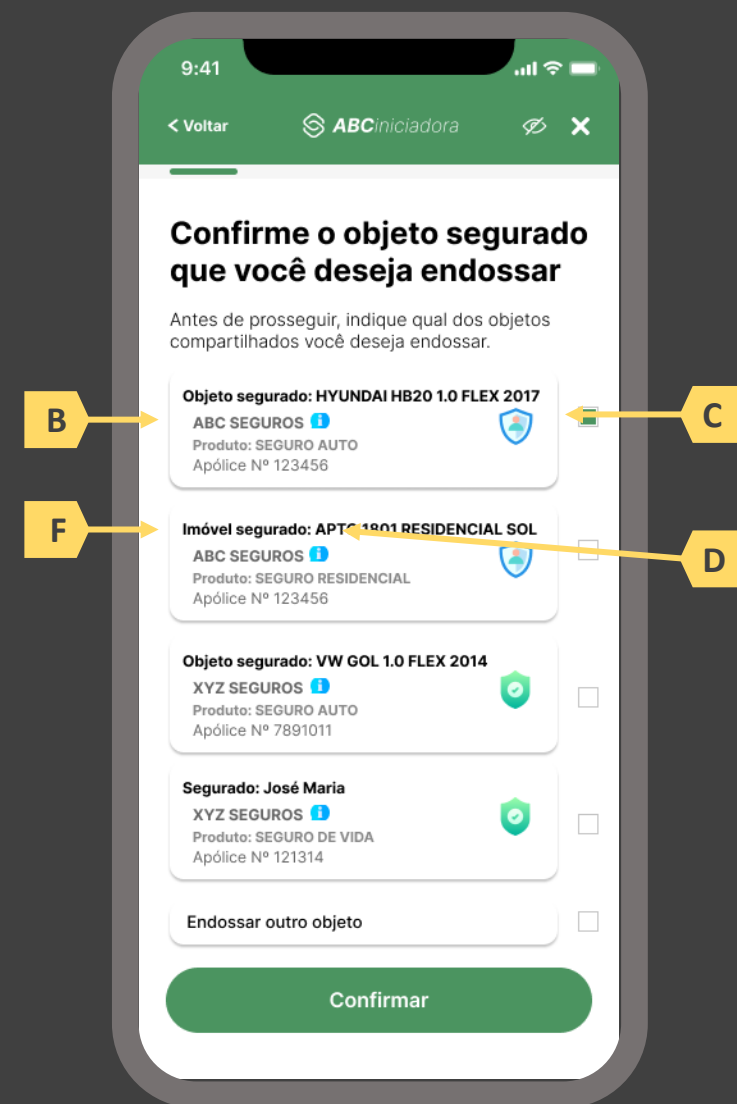 9:41
< Voltar
ABCiniciadora
Confirme o objeto segurado
que você deseja endossar
Antes de prosseguir, indique qual dos objetos
compartilhados você deseja endossar.
B
Objeto segurado: HYUNDAI HB20 1.0 FLEX 2017
ABC SEGUROS i
Produto: SEGURO AUTO
Apólice Nº 123456
C
F
Imóvel segurado: APTO 1801 RESIDENCIAL SOL
ABC SEGUROS i
Produto: SEGURO RESIDENCIAL
Apólice Nº 123456
D
Objeto segurado: VW GOL 1.0 FLEX 2014
XYZ SEGUROS i
Produto: SEGURO AUTO
Apólice Nº 7891011
Segurado: José Maria
XYZ SEGUROS i
Produto: SEGURO DE VIDA
Apólice Nº 121314
Endossar outro objeto
Confirmar